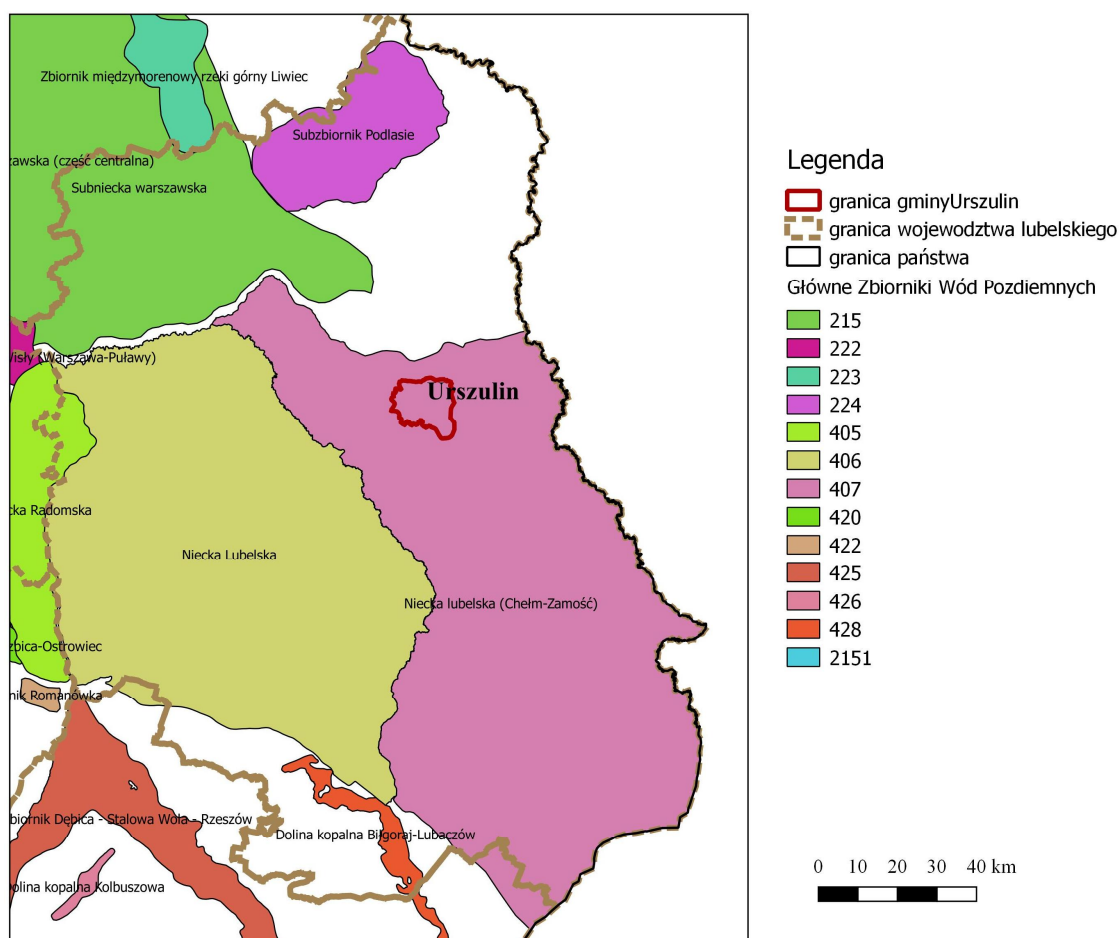 Zbiornik międzymorenowy rzeki górny Liwiec
Subzbiornik Podlasie
zawska (część centralna)
Subniecka warszawska
Wisły (Warszawa-Puławy)
Urszulin
cka Radomska
Niecka Lubelska
Niecka lubelska (Chełm-Zamość)
zbica-Ostrowiec
nik Romanówka
biornik Dębica - Stalowa Wola - Rzeszów
Dolina kopalna Biłgoraj-Lubaczów
Dolina kopalna Kolbuszowa
Legenda
granica gminyUrszulin
granica wojewodztwa lubelskiego
granica państwa
Główne Zbiorniki Wód Pozdiemnych
215
222
223
224
405
406
407
420
422
425
426
428
2151
0 10 20 30 40 km